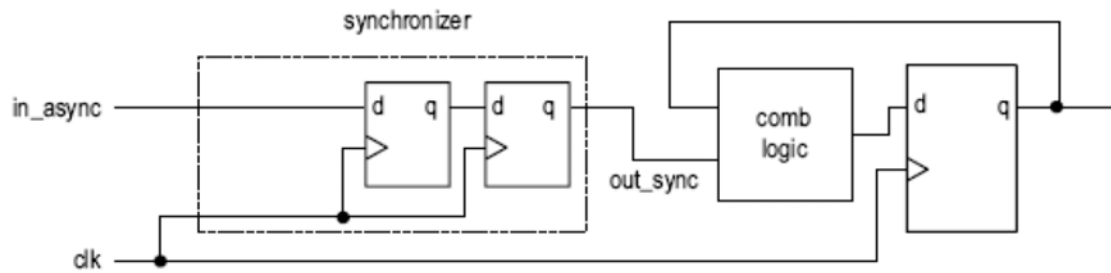 synchronizer
in_async
d
q
d
q
out_sync
comb
logic
d
q
clk